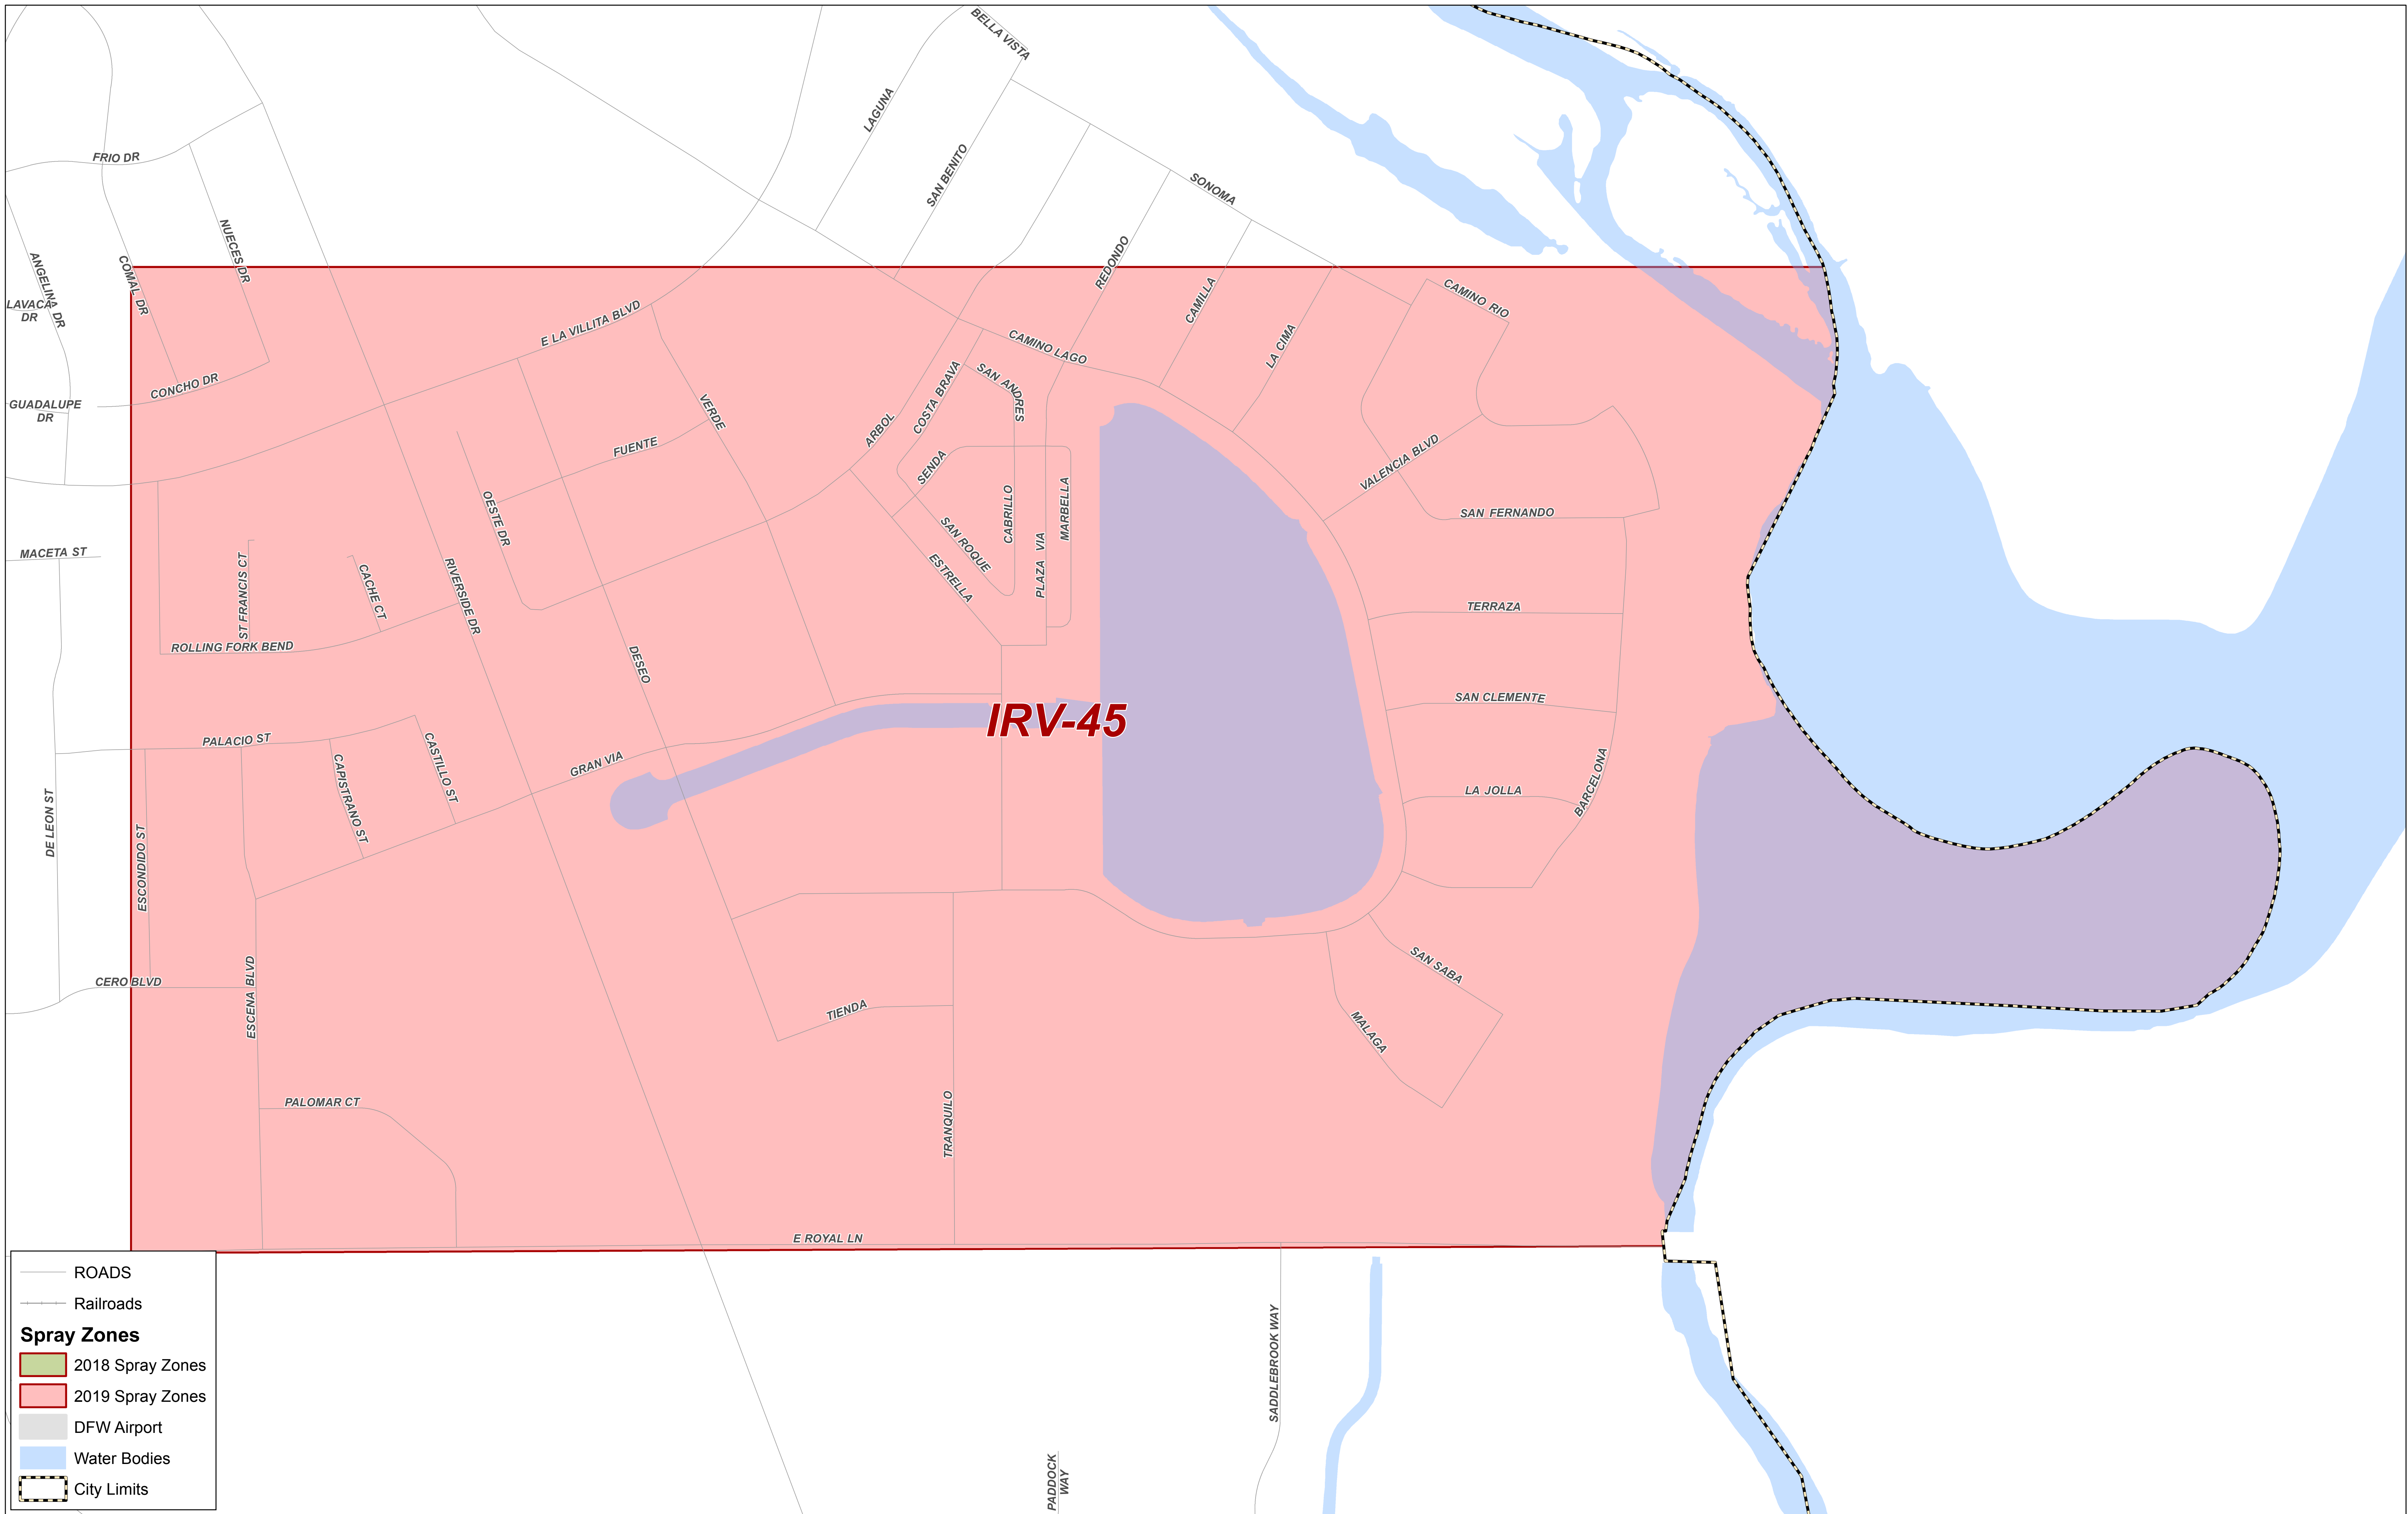 BELLA VISTA
LAGUNA
SAN BENITO
FRIO DR
SONOMA
NUECES DR
REDONDO
ANGELINA DR
COMAL DR
LAVACA
DR
CAMILLA
CAMINO RIO
E LA VILLITA BLVD
CAMINO LAGO
LA CIMA
CONCHO DR
SAN ANDRES
GUADALUPE
DR
VERDE
COSTA BRAVA
ARBOL
FUENTE
VALENCIA BLVD
SENDA
OESTE DR
CABRILLO
MARBELLA
SAN FERNANDO
SAN ROQUE
MACETA ST
PLAZA VIA
ESTRELLA
ST FRANCIS CT
CACHE CT
RIVERSIDE DR
TERRAZA
ROLLING FORK BEND
DESEO
SAN CLEMENTE
IRV-45
PALACIO ST
CASTILLO ST
GRAN VIA
CAPISTRANO ST
BARCELONA
LA JOLLA
DE LEON ST
ESCONDIDO ST
SAN SABA
CERO BLVD
ESCENA BLVD
TIENDA
MALAGA
PALOMAR CT
TRANQUILO
E ROYAL LN
SADDLEBROOK WAY
PADDOCK
WAY
ROADS
Railroads
Spray Zones
2018 Spray Zones
2019 Spray Zones
DFW Airport
Water Bodies
City Limits